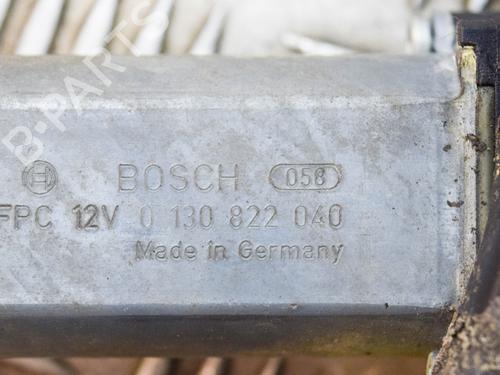 BOSCH 058
FPC 12V 0 130 822 040
Made in Germany
B-PARTS